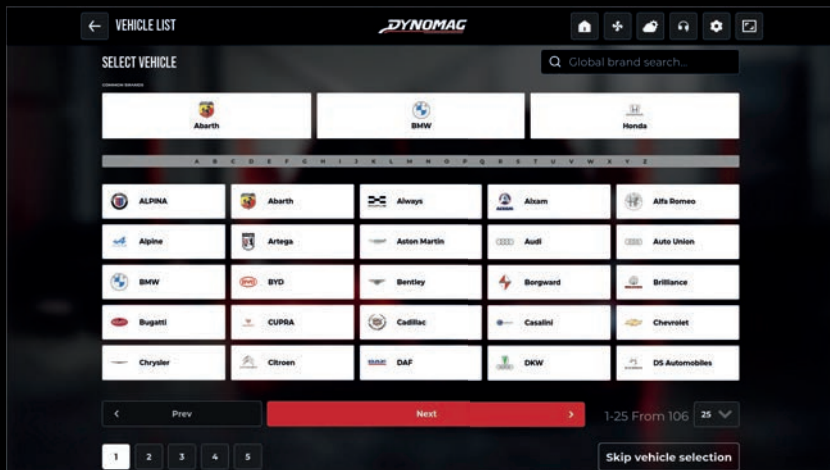 VEHICLE LIST
DYNOMAG
SELECT VEHICLE
Global brand search...
COMMON BRANDS
Abarth
BMW
Honda
A B C D E F G H I J K L M N O P Q R S T U V W X Y Z
ALPINA Abarth Aiways Aixam Alfa Romeo
Alpine Artega Aston Martin Audi Auto Union
BMW BYD Bentley Borgward Brilliance
Bugatti CUPRA Cadillac Casalini Chevrolet
Chrysler Citroen DAF DKW DS Automobiles
Prev Next 1-25 From 106 25
1 2 3 4 5 Skip vehicle selection